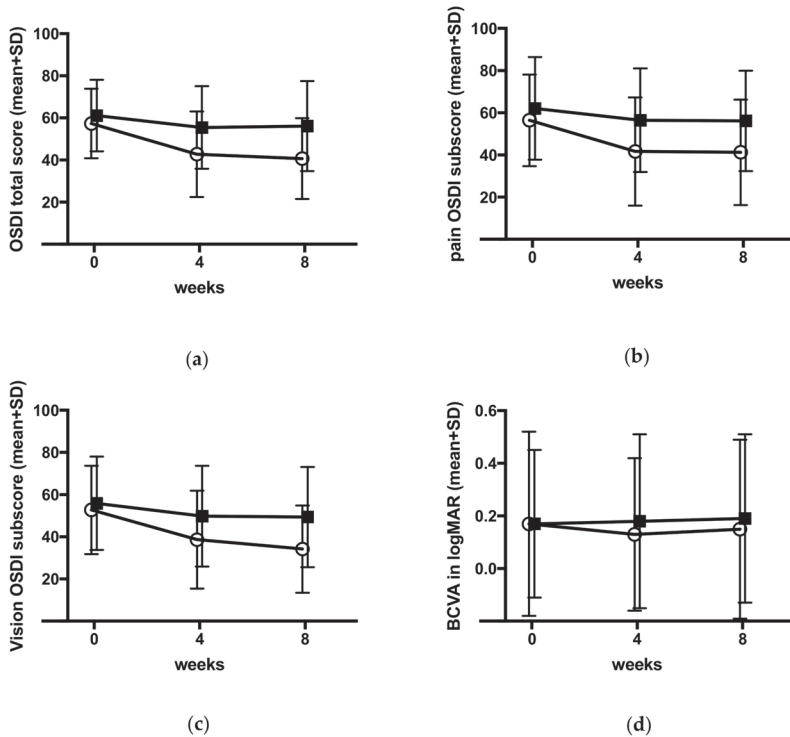 OSDI total score (mean+SD)
100
80
60
40
20
0 4 8
weeks
(a)
pain OSDI subscore (mean+SD)
100
80
60
40
20
0 4 8
weeks
(b)
Vision OSDI subscore (mean+SD)
100
80
60
40
20
0 4 8
weeks
(c)
BCVA in logMAR (mean+SD)
0.6
0.4
0.2
0.0
0 4 8
weeks
(d)